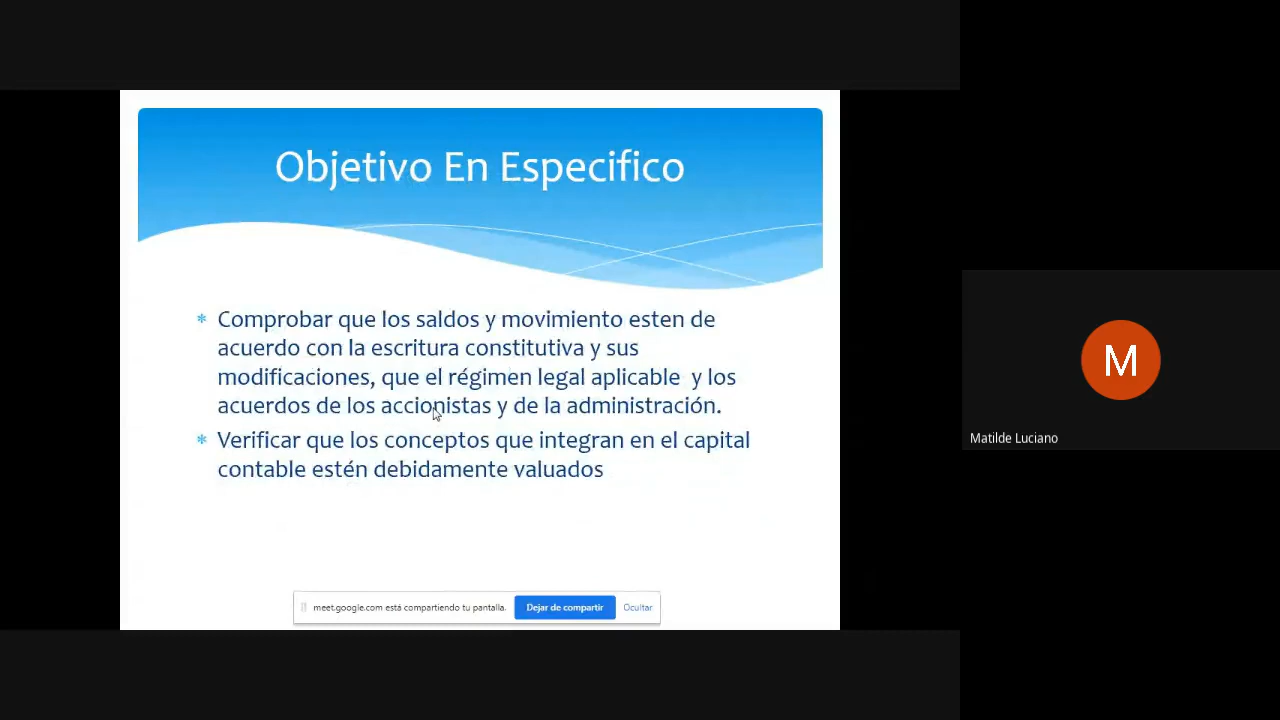 Objetivo En Especifico
* Comprobar que los saldos y movimiento esten de
acuerdo con la escritura constitutiva y sus
modificaciones, que el régimen legal aplicable y los
acuerdos de los accionistas y de la administración.
* Verificar que los conceptos que integran en el capital
contable estén debidamente valuados
meet.google.com está compartiendo tu pantalla. Dejar de compartir Ocultar
M
Matilde Luciano